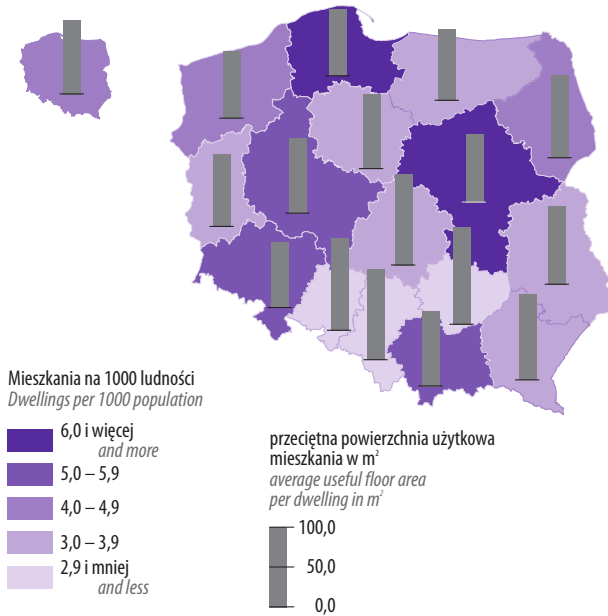 Mieszkania na 1000 ludności
Dwellings per 1000 population
6,0 i więcej
and more
5,0 – 5,9
4,0 – 4,9
3,0 – 3,9
2,9 i mniej
and less
przeciętna powierzchnia użytkowa
mieszkania w m²
average useful floor area
per dwelling in m²
100,0
50,0
0,0